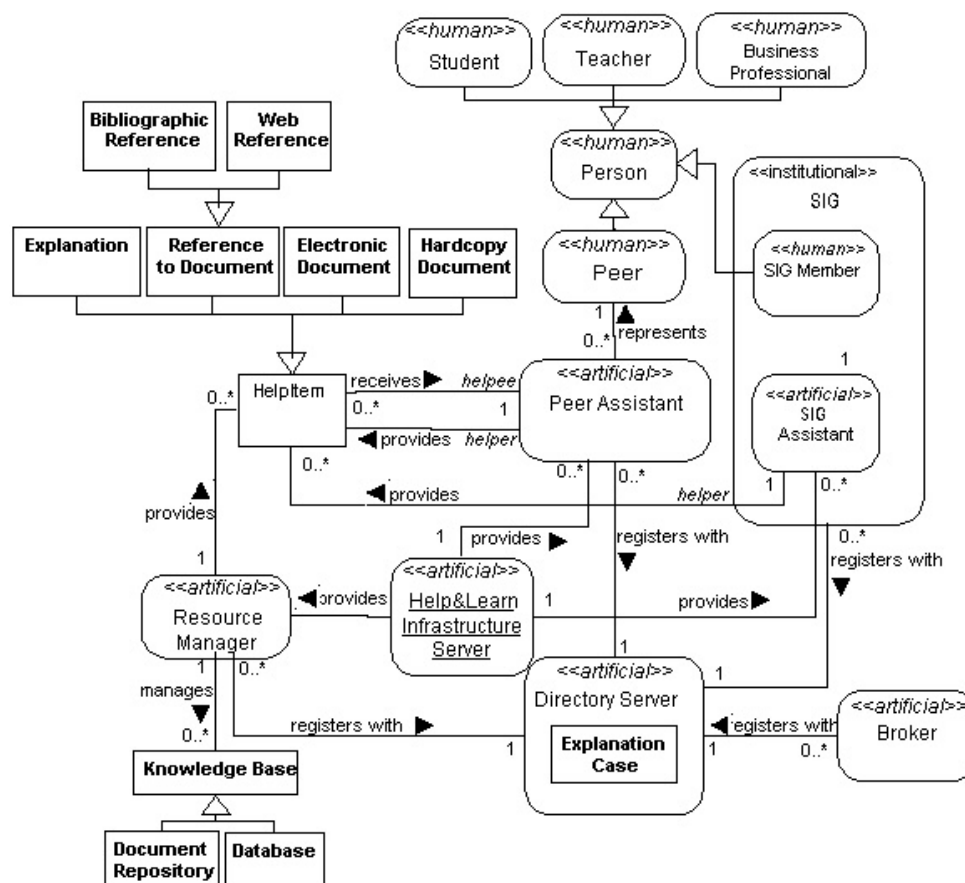 <<human>>
Student
<<human>>
Teacher
<<human>>
Business
Professional
Bibliographic
Reference
Web
Reference
<<human>>
Person
<<institutional>>
SIG
Explanation
Reference
to Document
Electronic
Document
Hardcopy
Document
<<human>>
Peer
<<human>>
SIG Member
1
0..*
represents
1
0..*
HelpItem
receives
helpee
0..*
1
provides
helper
0..*
<<artificial>>
Peer Assistant
<<artificial>>
SIG
Assistant
0..*
0..*
provides
helper
1
0..*
provides
1
1
provides
registers with
0..*
registers with
<<artificial>>
Resource
Manager
provides
<<artificial>>
Help&Learn
Infrastructure
Server
1
provides
1
0..*
manages
0..*
registers with
1
1
1
<<artificial>>
Directory Server
Explanation
Case
egisters with
1
0..*
<<artificial>>
Broker
Knowledge Base
Document
Repository
Database